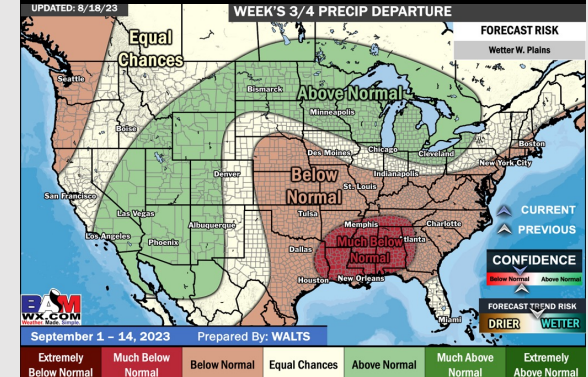 UPDATED: 8/18/23
WEEK'S 3/4 PRECIP DEPARTURE
FORECAST RISK
Wetter W. Plains
Equal
Chances
Seattle
Bismarck
Above Normal
Minneapolis
Boise
Boston
Des Moines
Chicago
Cleveland
New York City
Denver
Below
Normal
Indianapolis
St. Louis
San Francisco
Las Vegas
Tulsa
CURRENT
PREVIOUS
Los Angeles
Albuquerque
Memphis
Charlotte
Phoenix
Dallas
Much Below
Normal
tlanta
CONFIDENCE
Below Normal
Above Normal
Houston
New Orleans
BAM
WX.COM
Weather. Made. Simple.
FORECAST TREND RISK
DRIER
WETTER
Miami
September 1 - 14, 2023
Prepared By: WALTS
Extremely
Below Normal
Much Below
Normal
Below Normal
Equal Chances
Above Normal
Much Above
Normal
Extremely
Above Normal